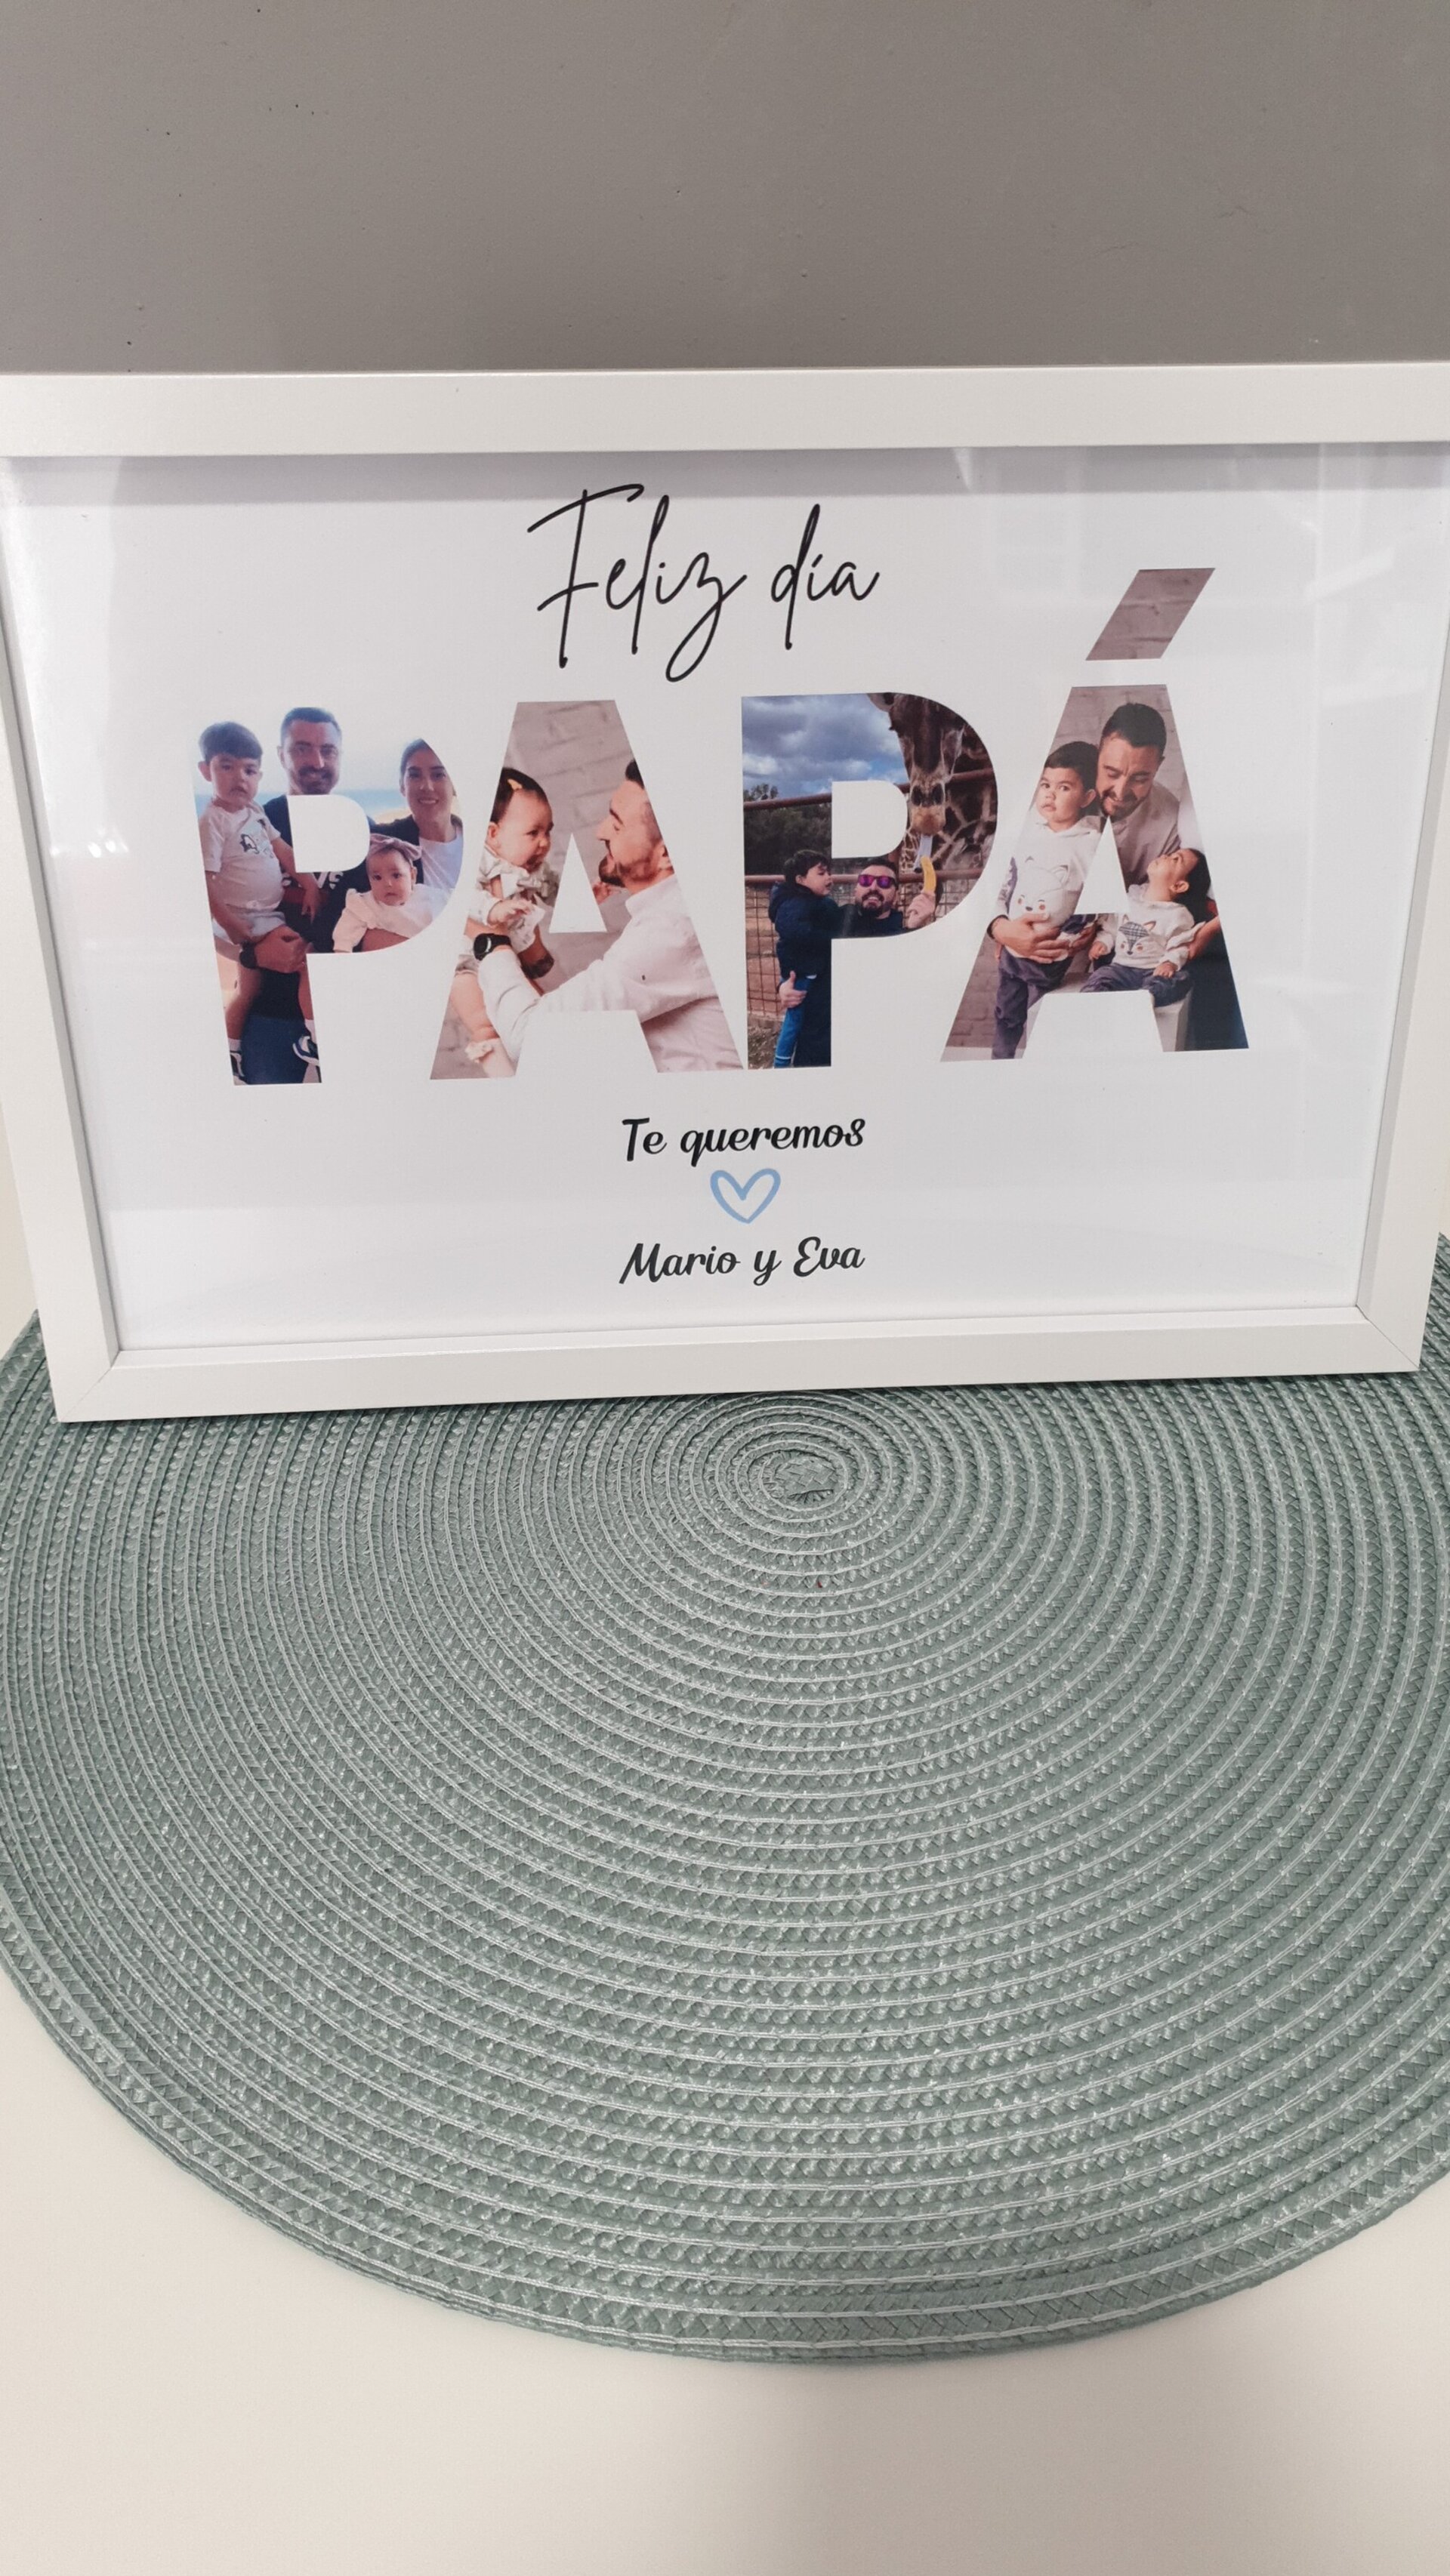 Feliz día
PAPÁ
Te queremos
Mario y Eva